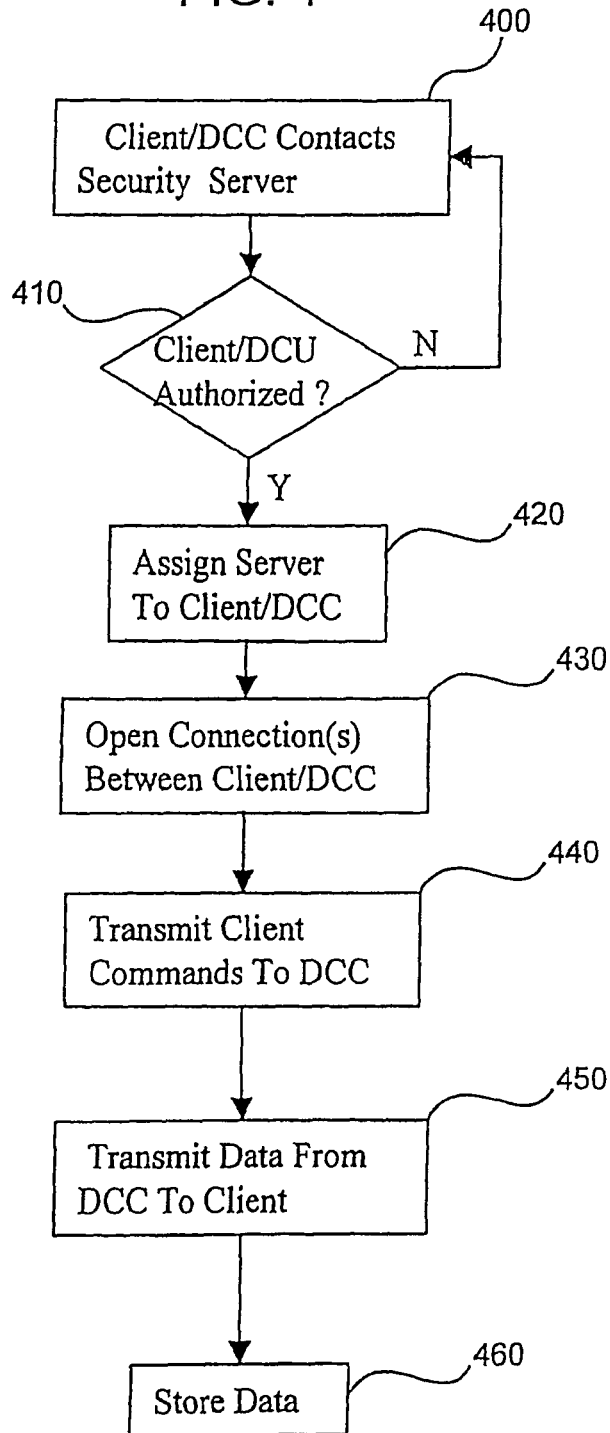 400
Client/DCC Contacts
Security Server
410
Client/DCU
Authorized ?
N
Y
420
Assign Server
To Client/DCC
430
Open Connection(s)
Between Client/DCC
440
Transmit Client
Commands To DCC
450
Transmit Data From
DCC To Client
460
Store Data